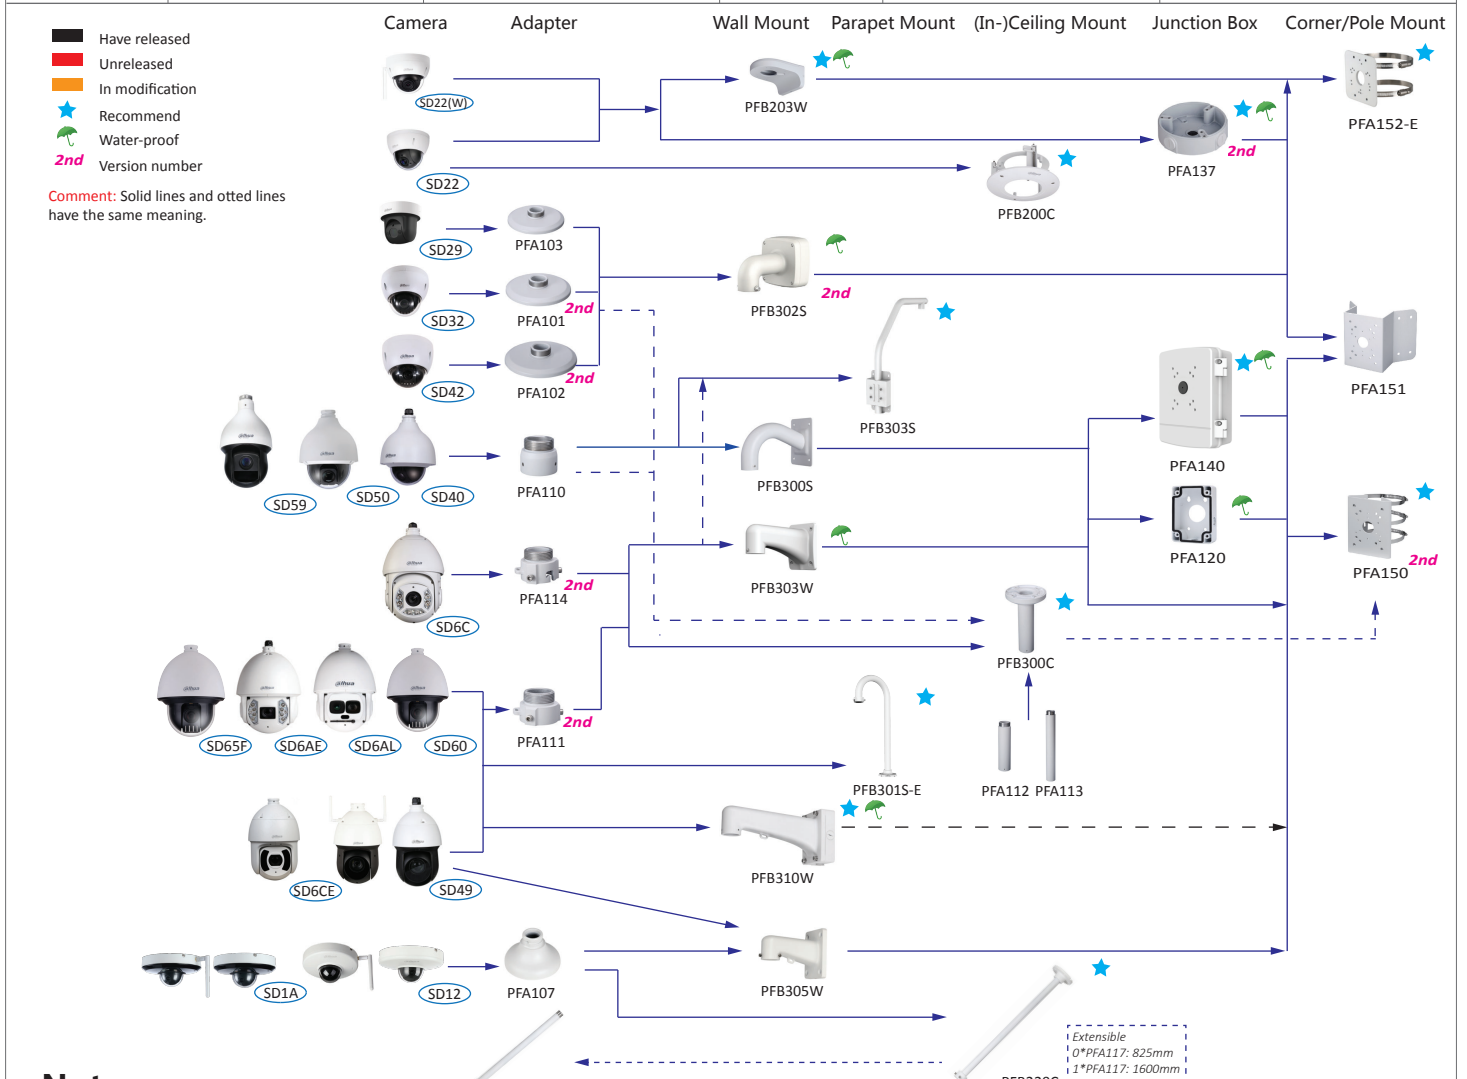 Camera Adapter Wall Mount Parapet Mount (In-)Ceiling Mount Junction Box Corner/Pole Mount
Have released
Unreleased
In modification
Recommend
Water-proof
2nd Version number
Comment: Solid lines and otted lines
have the same meaning.
SD22(W)
PFB203W
PFA152-E
2nd
PFA137
SD22
PFB200C
SD29
PFA103
PFB302S
2nd
SD32
PFA101
2nd
SD42
PFA102
2nd
PFB303S
PFA151
SD59
SD50
SD40
PFA110
PFB300S
PFA140
SD6C
PFA114
2nd
PFB303W
PFA120
PFA150
2nd
PFB300C
SD65F
SD6AE
SD6AL
SD60
PFA111
2nd
PFB301S-E
PFA112 PFA113
SD6CE
SD49
PFB310W
SD1A
SD12
PFA107
PFB305W
Extensible
0*PFA117: 825mm
1*PFA117: 1600mm